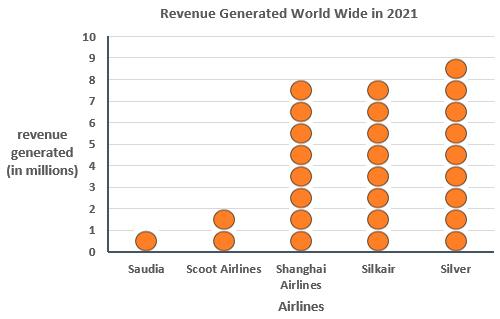 Revenue Generated World Wide in 2021
10
9
8
7
6
5
4
3
2
1
0
revenue
generated
(in millions)
Saudia
Scoot Airlines
Shanghai
Airlines
Silkair
Silver
Airlines